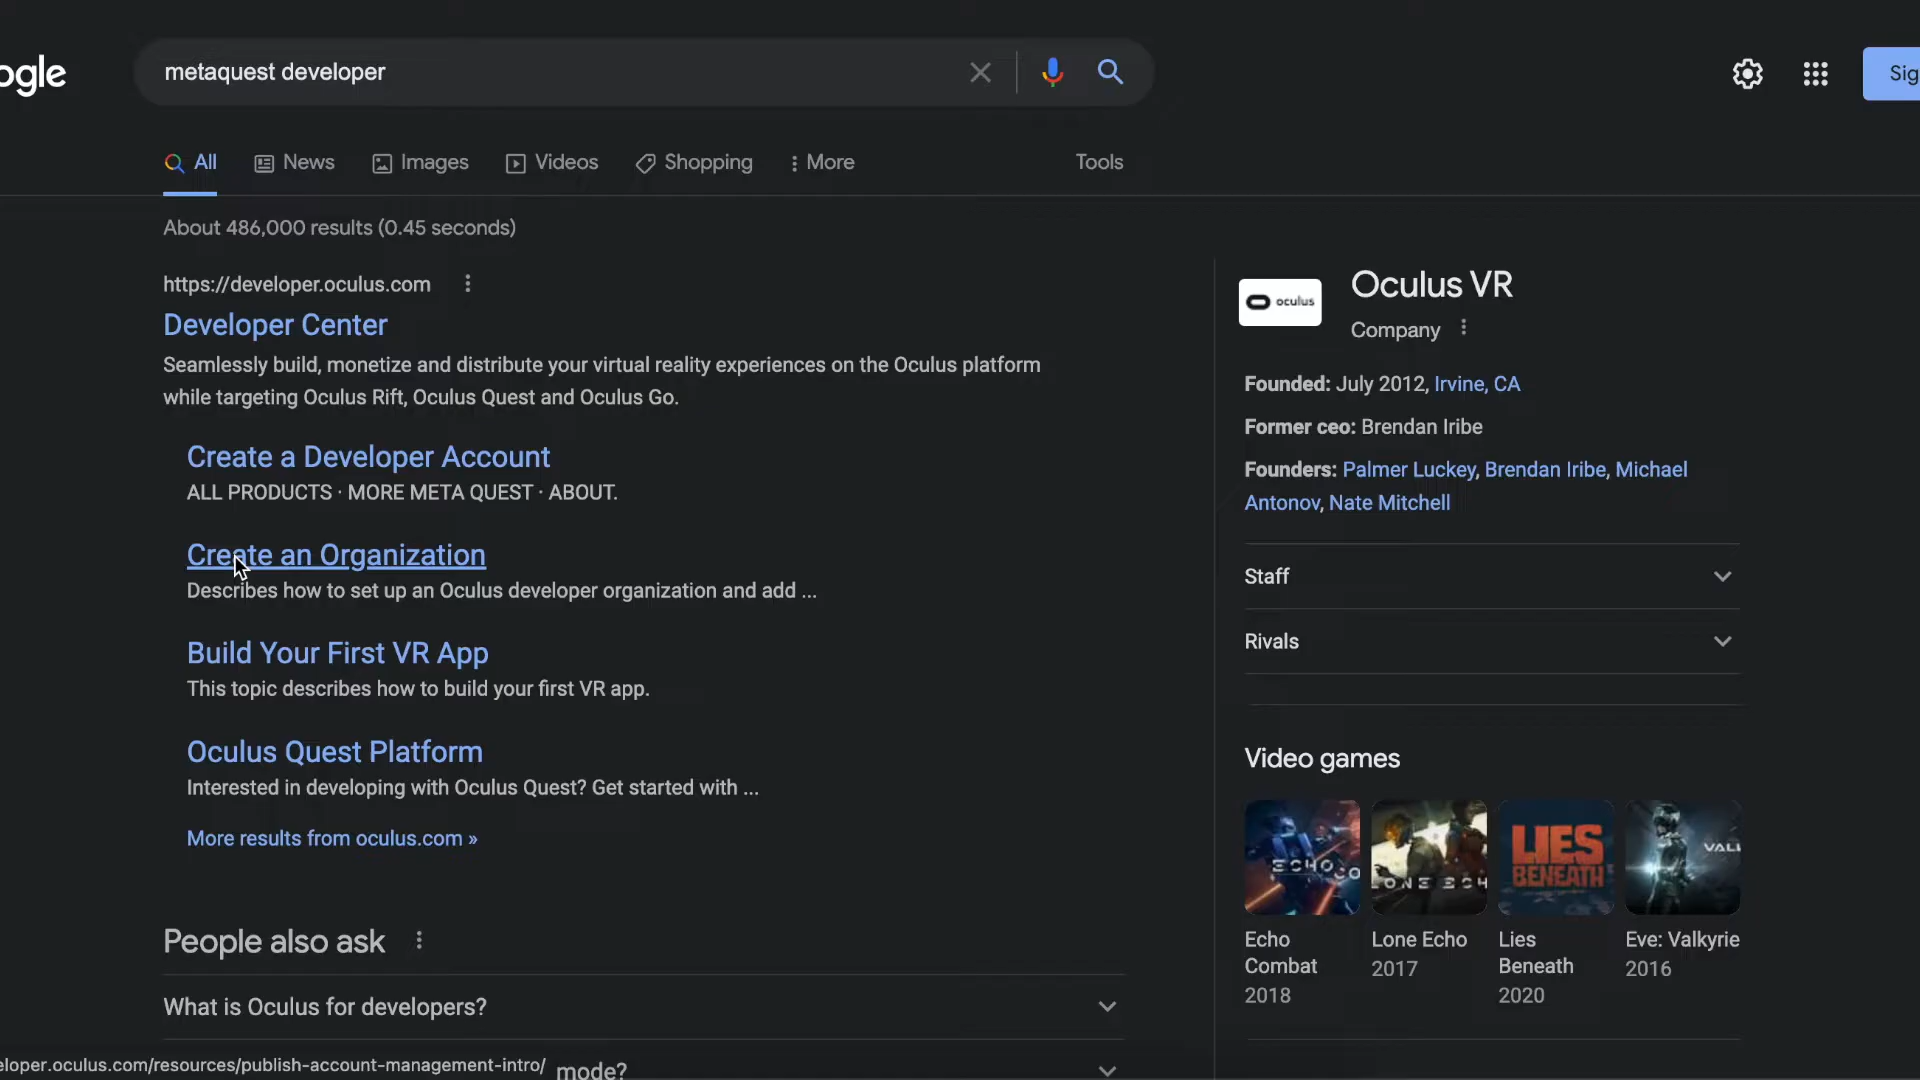 ogle
metaquest developer
Sig
All
News
Images
Videos
Shopping
More
Tools
About 486,000 results (0.45 seconds)
https://developer.oculus.com
Developer Center
Seamlessly build, monetize and distribute your virtual reality experiences on the Oculus platform
while targeting Oculus Rift, Oculus Quest and Oculus Go.
Create a Developer Account
ALL PRODUCTS · MORE META QUEST · ABOUT.
Create an Organization
Describes how to set up an Oculus developer organization and add ...
Build Your First VR App
This topic describes how to build your first VR app.
Oculus Quest Platform
Interested in developing with Oculus Quest? Get started with ...
More results from oculus.com »
People also ask
What is Oculus for developers?
mode?
eloper.oculus.com/resources/publish-account-management-intro/
oculus
Oculus VR
Company
Founded: July 2012, Irvine, CA
Former ceo: Brendan Iribe
Founders: Palmer Luckey, Brendan Iribe, Michael
Antonov, Nate Mitchell
Staff
Rivals
Video games
ECHO CO
LONE ECH
LIES
BENEATH
VAL
Echo
Combat
2018
Lone Echo
2017
Lies
Beneath
2020
Eve: Valkyrie
2016